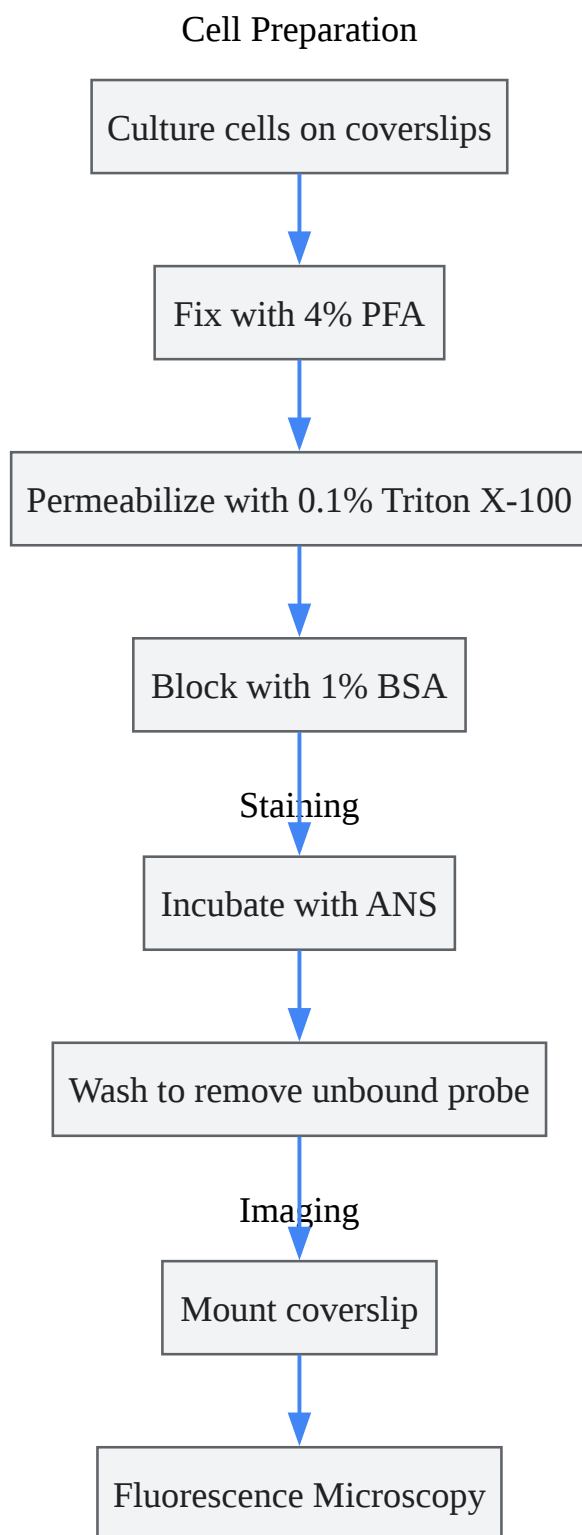 Cell Preparation
Culture cells on coverslips
Fix with 4% PFA
Permeabilize with 0.1% Triton X-100
Block with 1% BSA
Staining
Incubate with ANS
Wash to remove unbound probe
Imaging
Mount coverslip
Fluorescence Microscopy